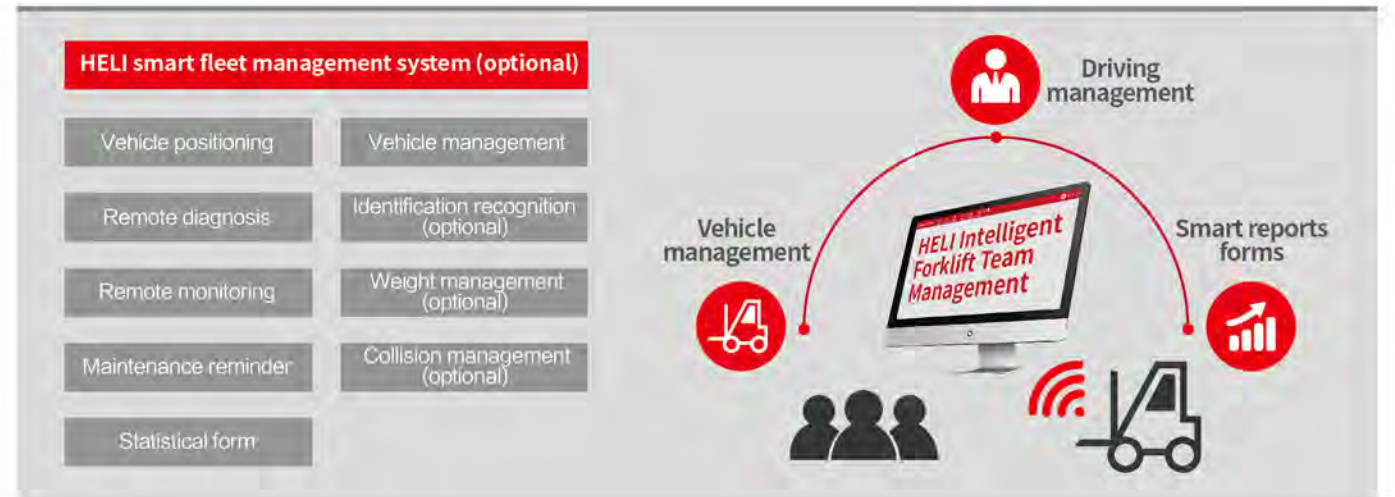 HELI smart fleet management system (optional)
Vehicle positioning
Vehicle management
Remote diagnosis
Identification recognition
(optional)
Remote monitoring
Weight management
(optional)
Maintenance reminder
Collision management
(optional)
Statistical form
Driving
management
Vehicle
management
HELI Intelligent
Forklift Team
Management
Smart reports
forms